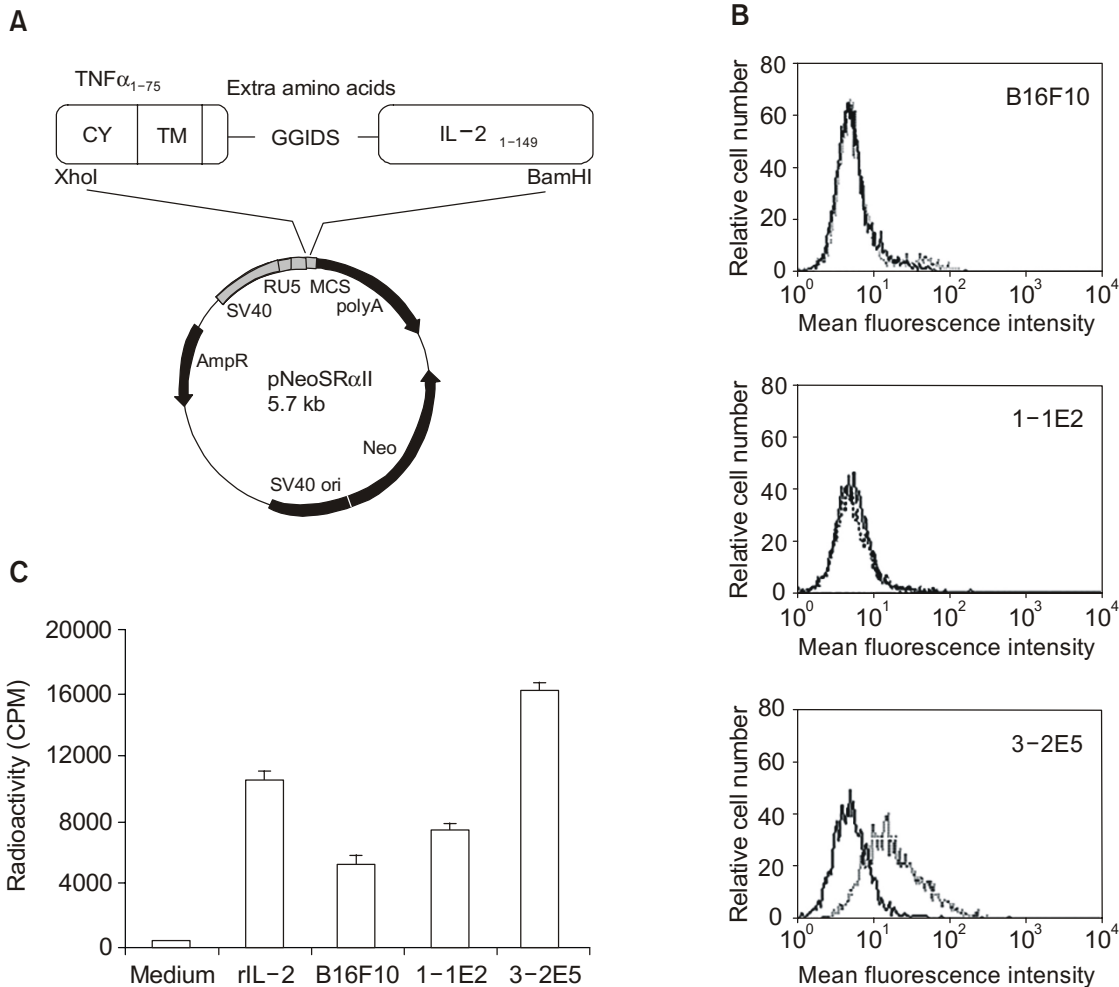 A
TNFα1−75
Extra amino acids
CY
TM
GGIDS
IL−2 1−149
XhoI
BamHI
RU5
MCS
SV40
polyA
AmpR
pNeoSRαII
5.7 kb
Neo
SV40 ori
B
Relative cell number
80
60
40
20
0
B16F10
10^0
10^1
10^2
10^3
10^4
Mean fluorescence intensity
Relative cell number
80
60
40
20
0
1−1E2
10^0
10^1
10^2
10^3
10^4
Mean fluorescence intensity
Relative cell number
80
60
40
20
0
3−2E5
10^0
10^1
10^2
10^3
10^4
Mean fluorescence intensity
C
Radioactivity (CPM)
20000
16000
12000
8000
4000
0
Medium
rIL−2
B16F10
1−1E2
3−2E5